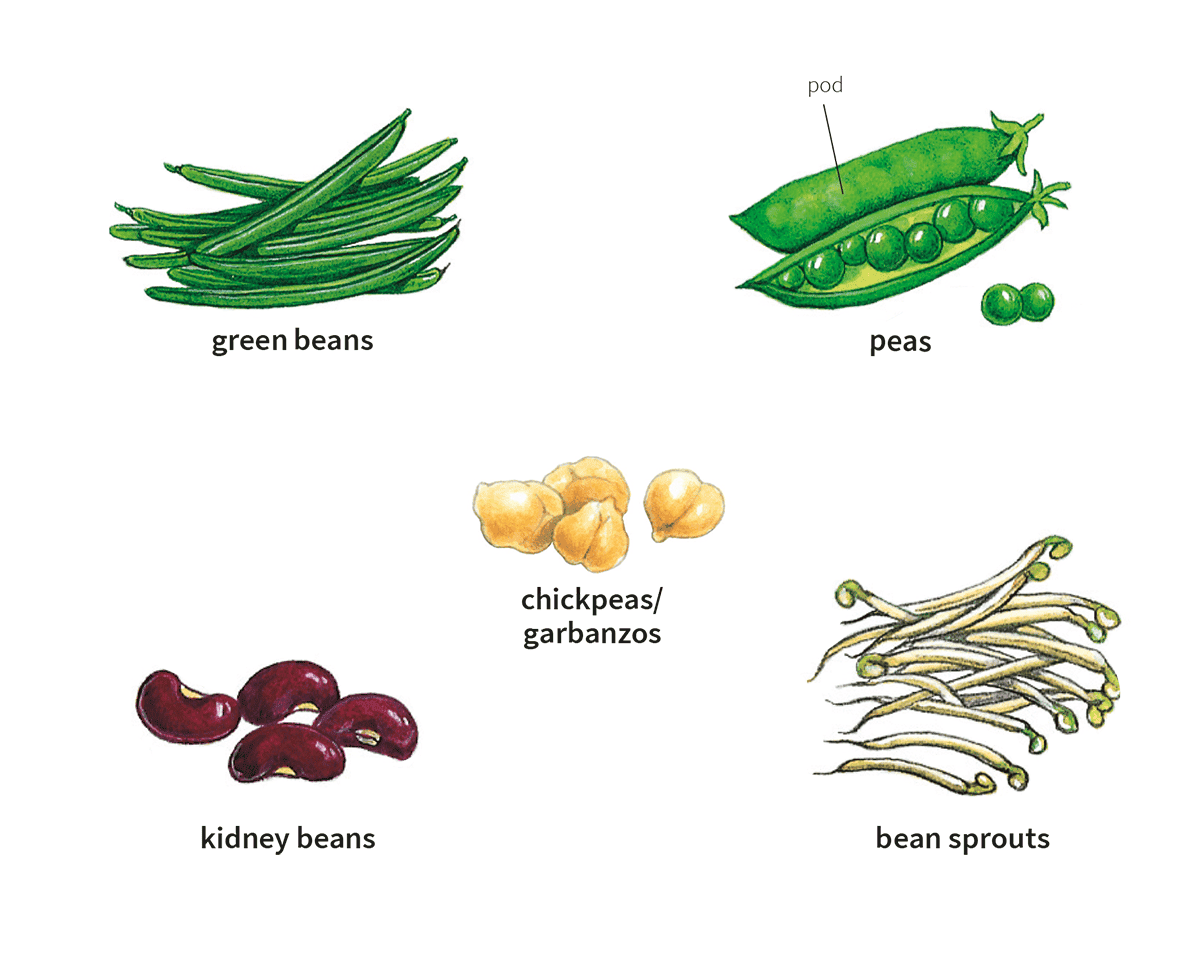 pod
green beans
peas
chickpeas/
garbanzos
kidney beans
bean sprouts